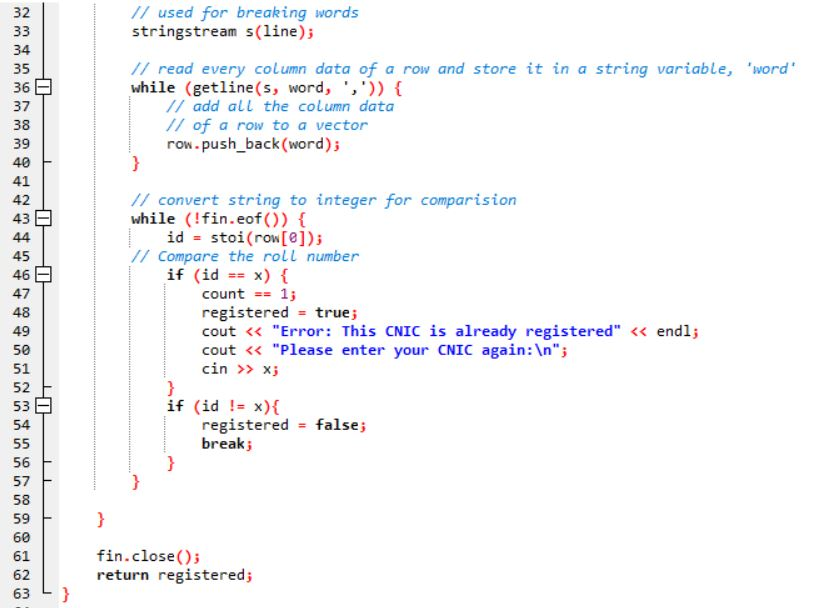 32 // used for breaking words
33 stringstream s(line);
34
35 // read every column data of a row and store it in a string variable, 'word'
36 while (getline(s, word, ',')) {
37 // add all the column data
38 // of a row to a vector
39 row.push_back(word);
40 }
41
42 // convert string to integer for comparision
43 while (!fin.eof()) {
44 id = stoi(row[0]);
45 // Compare the roll number
46 if (id == x) {
47 count == 1;
48 registered = true;
49 cout << "Error: This CNIC is already registered" << endl;
50 cout << "Please enter your CNIC again:\n";
51 cin >> x;
52 }
53 if (id != x){
54 registered = false;
55 break;
56 }
57 }
58
59 }
60
61 fin.close();
62 return registered;
63 }